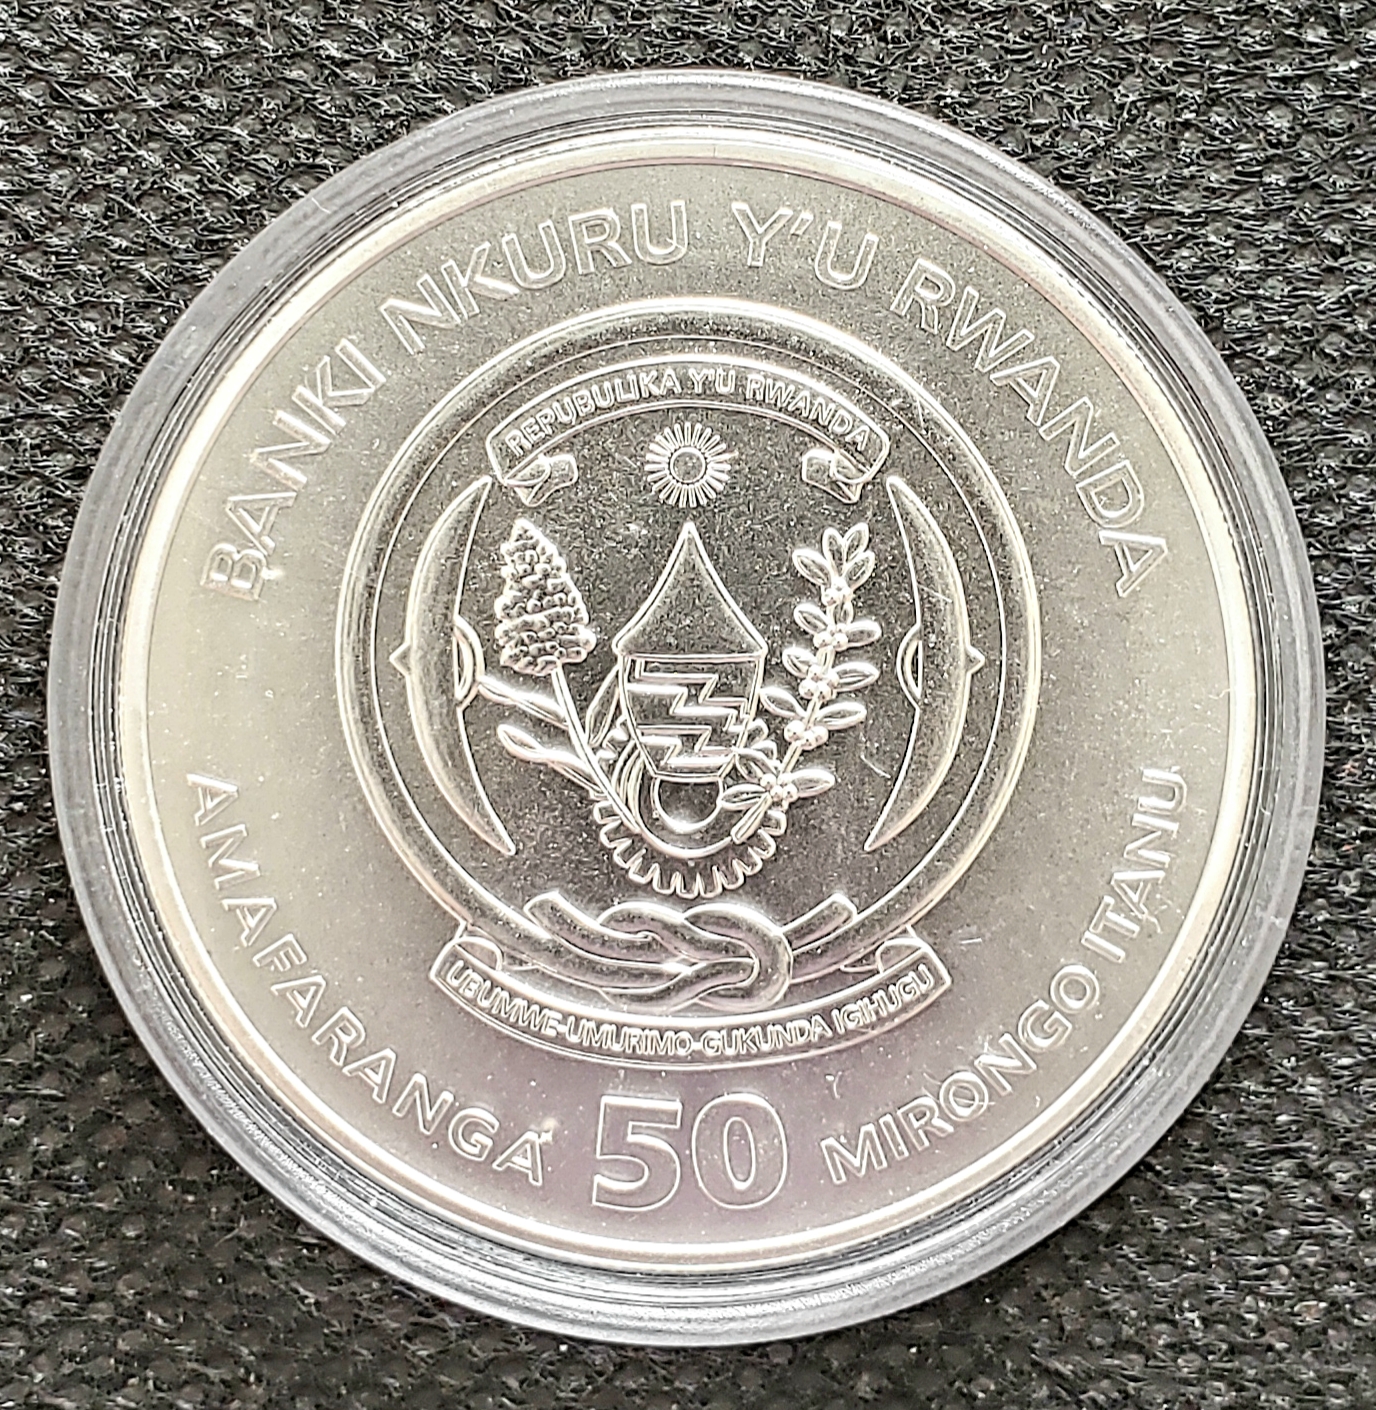 BANKI NKURU Y'U RWANDA
REPUBULIKA Y'U RWANDA
UBUMWE-UMURIMO-GUKUNDA IGIHUGU
AMAFARANGA 50 MIRONGO ITANU